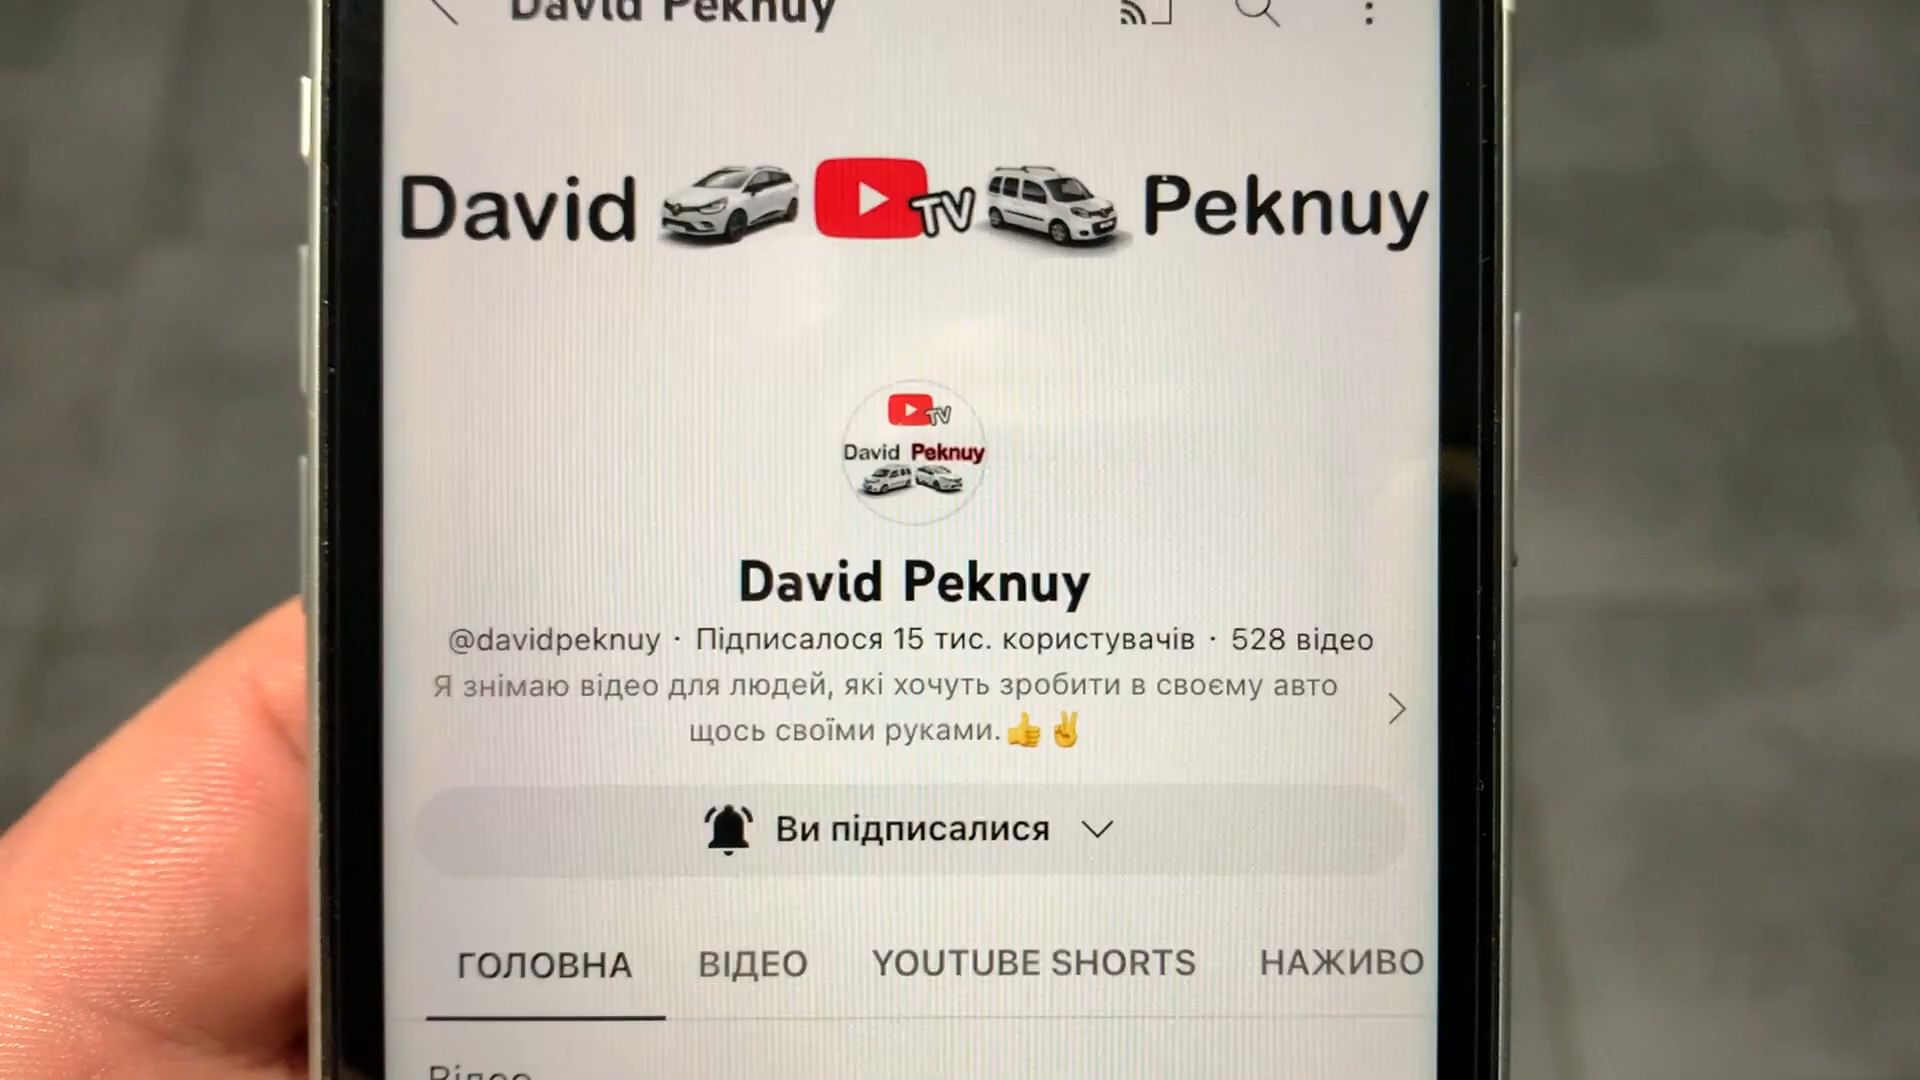 David Peknuy
David TV Peknuy
TV
David Peknuy
David Peknuy
@davidpeknuy · Підписалося 15 тис. користувачів · 528 відео
Я знімаю відео для людей, які хочуть зробити в своєму авто
щось своїми руками.👍✌️
Ви підписалися
ГОЛОВНА ВІДЕО YOUTUBE SHORTS НАЖИВО
Відео